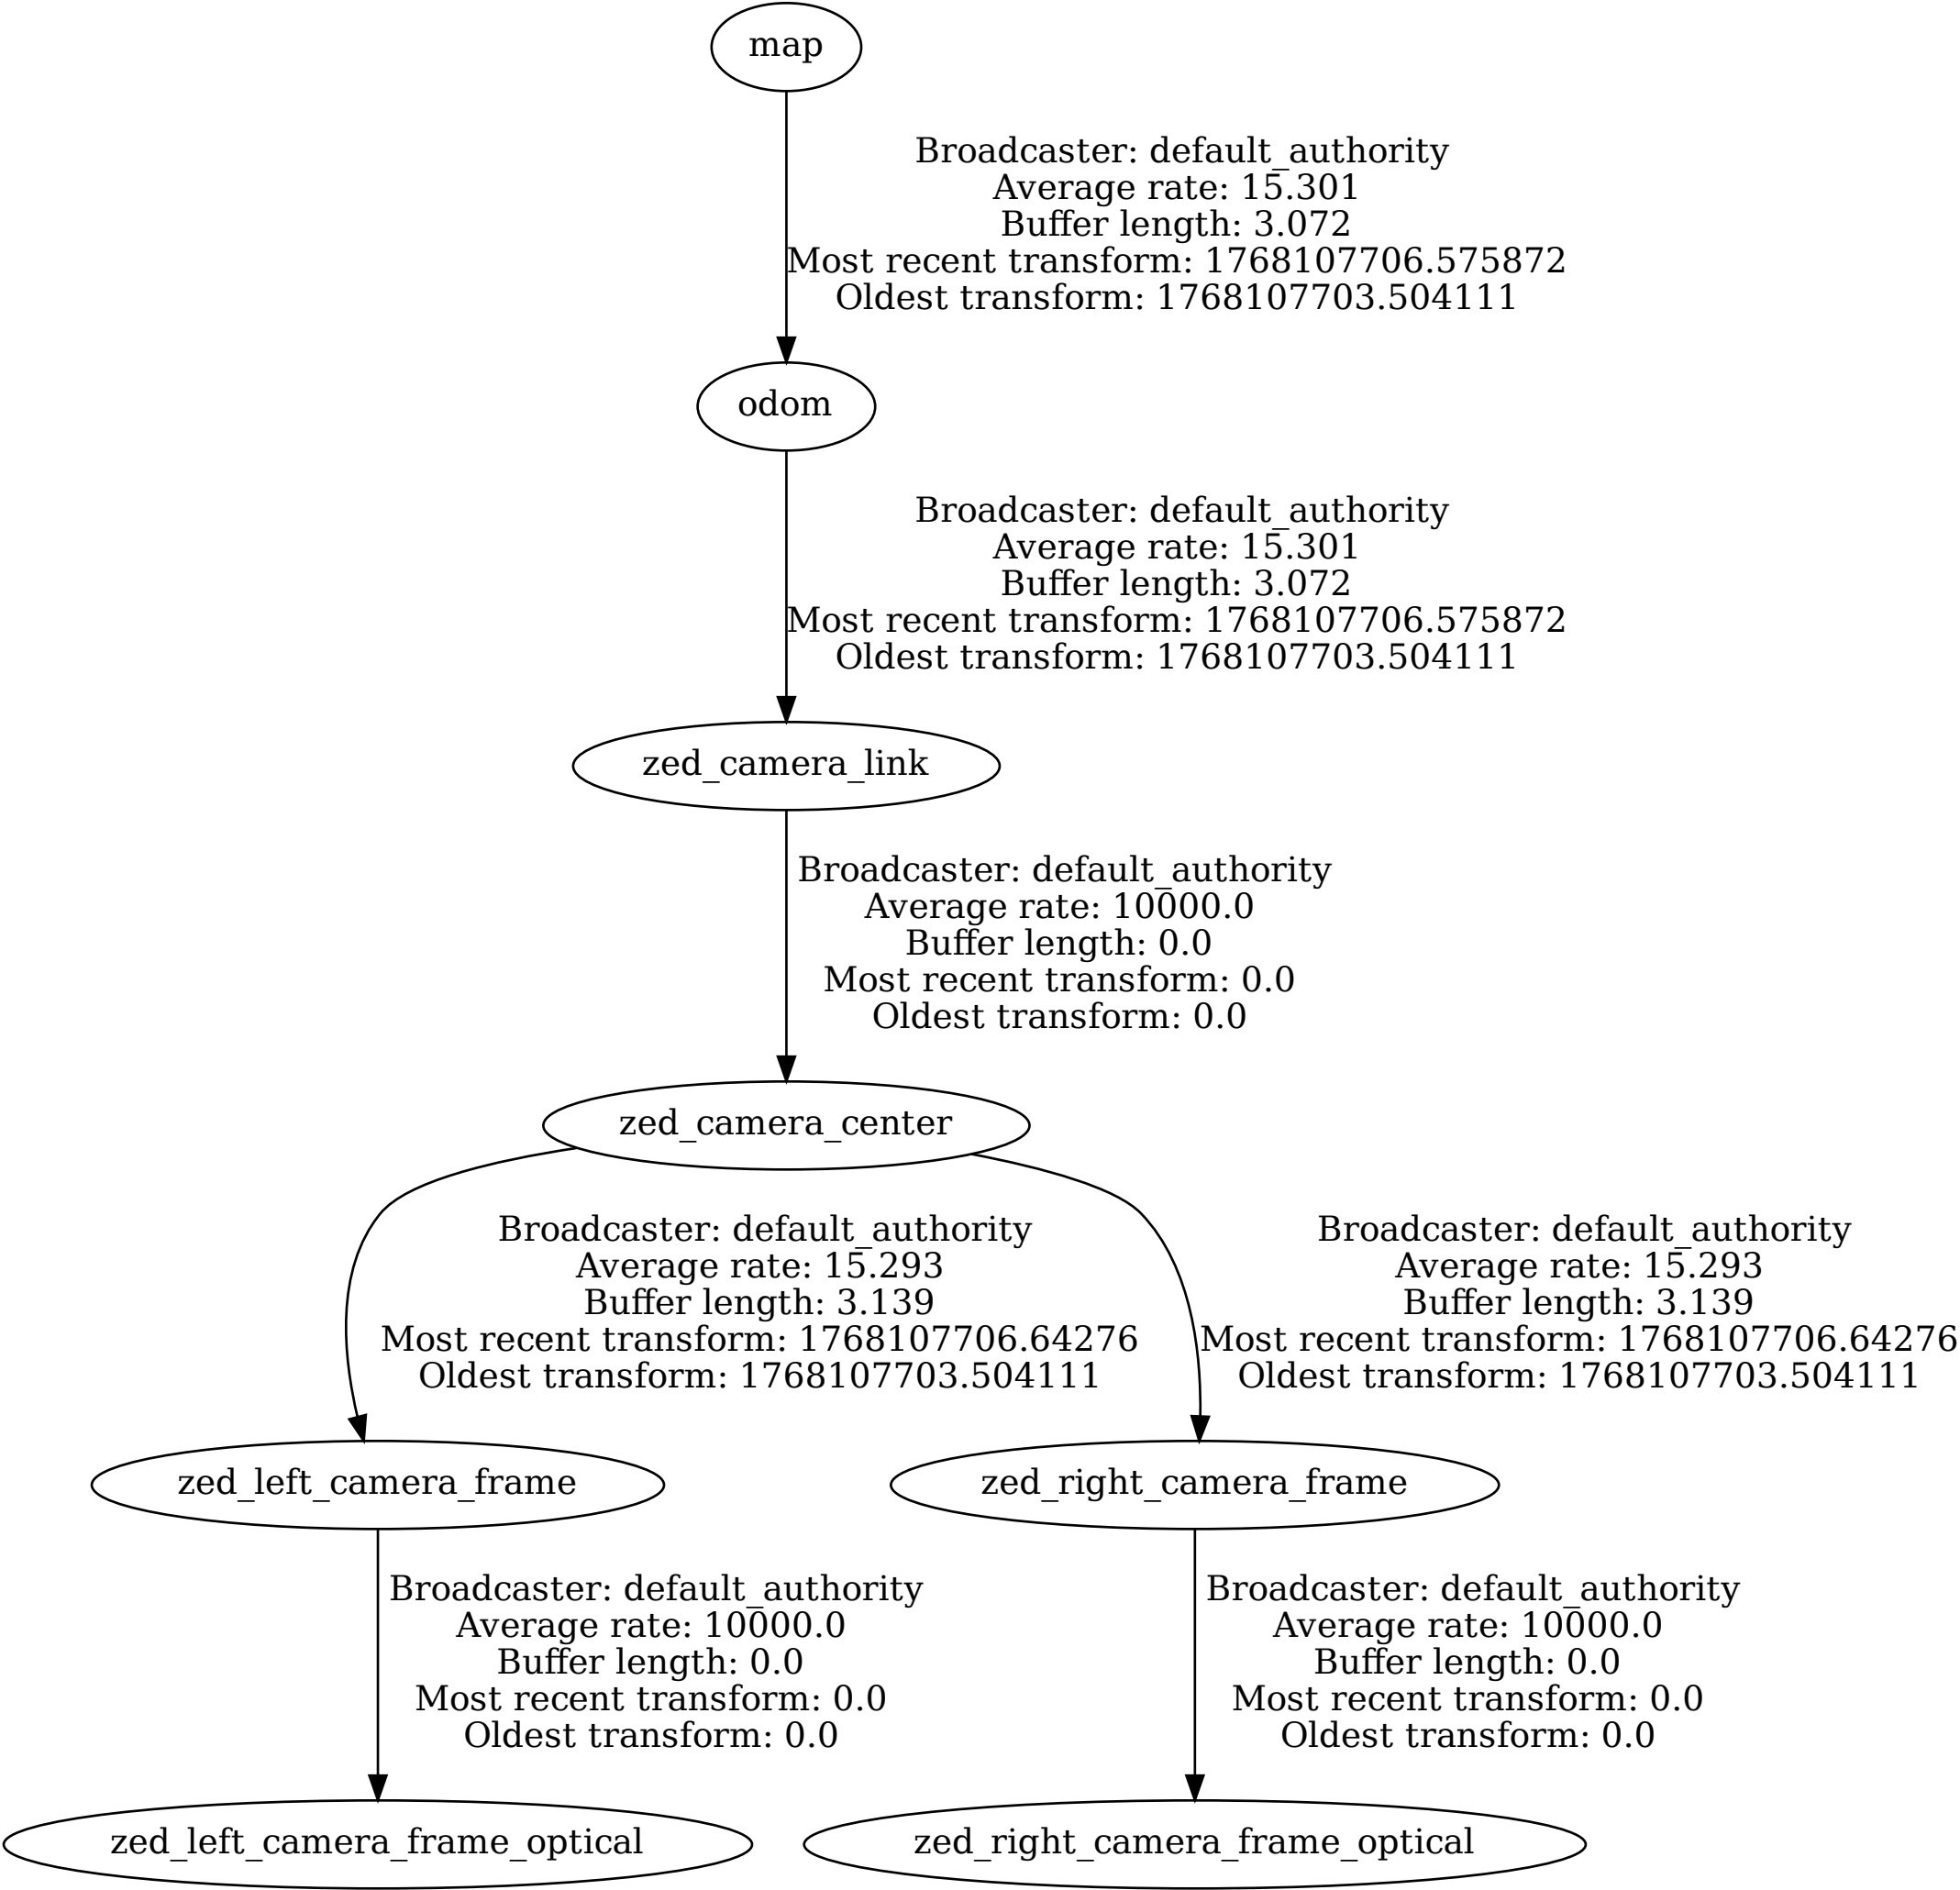 map
Broadcaster: default_authority
Average rate: 15.301
Buffer length: 3.072
Most recent transform: 1768107706.575872
Oldest transform: 1768107703.504111
odom
Broadcaster: default_authority
Average rate: 15.301
Buffer length: 3.072
Most recent transform: 1768107706.575872
Oldest transform: 1768107703.504111
zed_camera_link
Broadcaster: default_authority
Average rate: 10000.0
Buffer length: 0.0
Most recent transform: 0.0
Oldest transform: 0.0
zed_camera_center
Broadcaster: default_authority
Average rate: 15.293
Buffer length: 3.139
Most recent transform: 1768107706.64276
Oldest transform: 1768107703.504111
Broadcaster: default_authority
Average rate: 15.293
Buffer length: 3.139
Most recent transform: 1768107706.64276
Oldest transform: 1768107703.504111
zed_left_camera_frame
zed_right_camera_frame
Broadcaster: default_authority
Average rate: 10000.0
Buffer length: 0.0
Most recent transform: 0.0
Oldest transform: 0.0
Broadcaster: default_authority
Average rate: 10000.0
Buffer length: 0.0
Most recent transform: 0.0
Oldest transform: 0.0
zed_left_camera_frame_optical
zed_right_camera_frame_optical